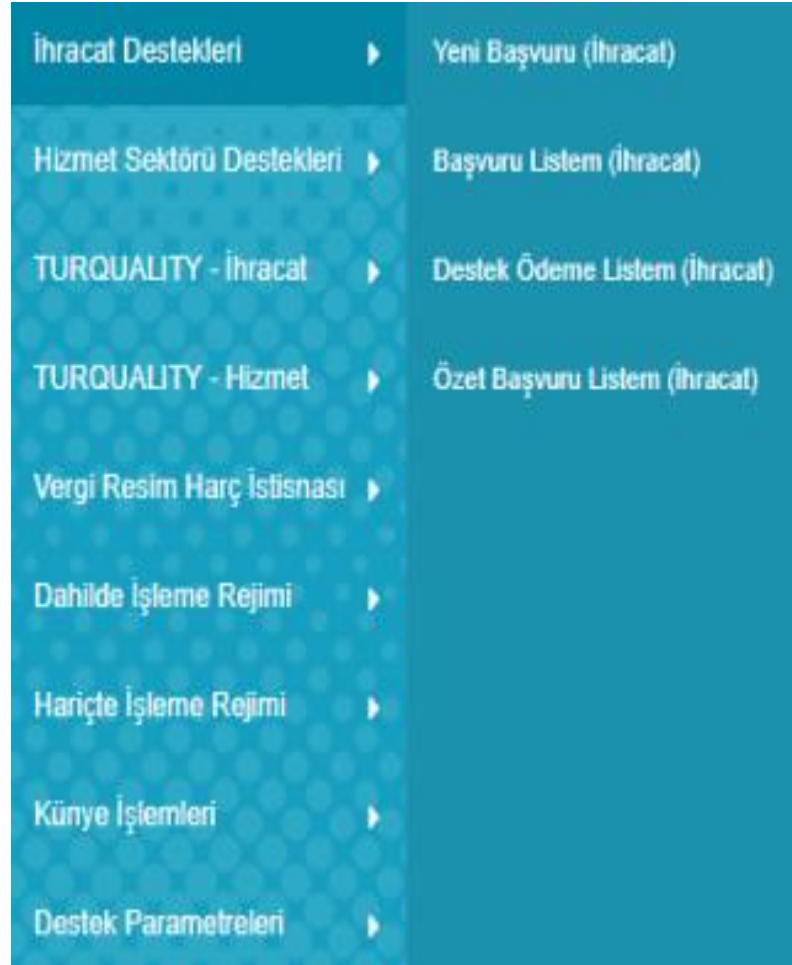 İhracat Destekleri
Hizmet Sektörü Destekleri
TURQUALITY - İhracat
TURQUALITY - Hizmet
Vergi Resim Harç İstisnası
Dahilde İşleme Rejimi
Hariçte İşleme Rejimi
Künye İşlemleri
Destek Parametreleri
Yeni Başvuru (İhracat)
Başvuru Listem (İhracat)
Destek Ödeme Listem (İhracat)
Özet Başvuru Listem (İhracat)